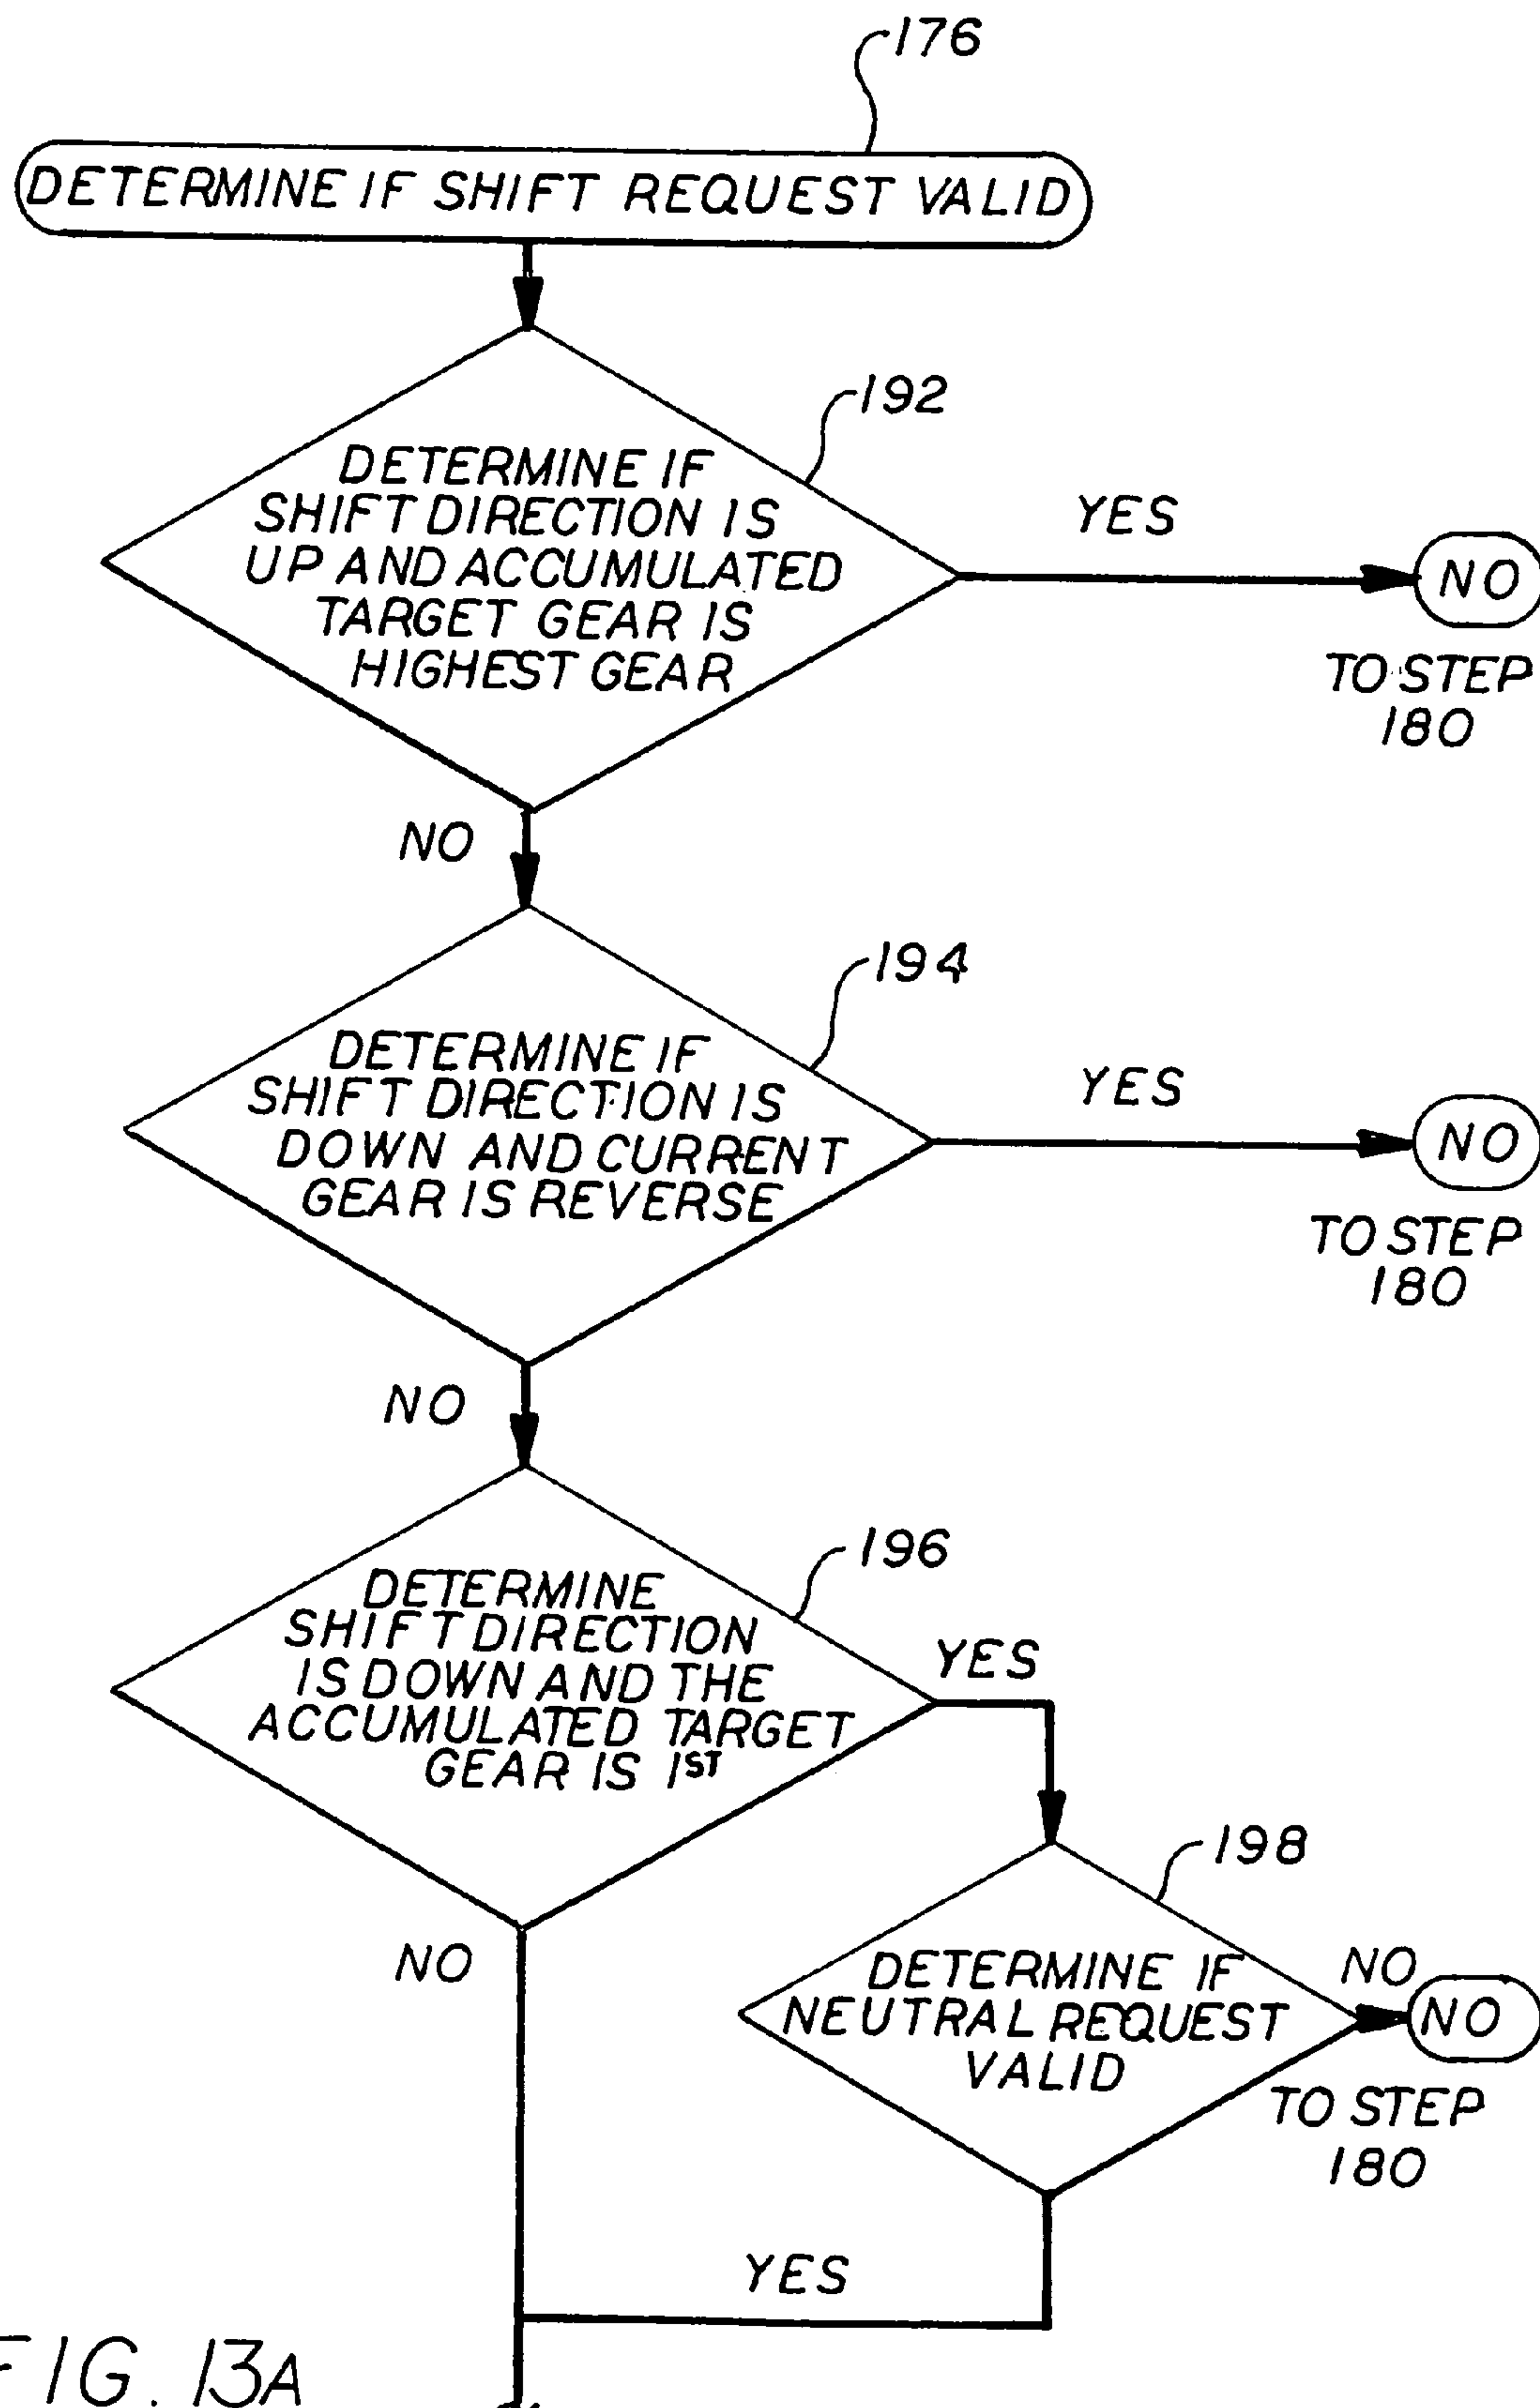 176
DETERMINE IF SHIFT REQUEST VALID
192
DETERMINE IF
SHIFT DIRECTION IS
UP AND ACCUMULATED
TARGET GEAR IS
HIGHEST GEAR
YES
NO
TO STEP
180
NO
194
DETERMINE IF
SHIFT DIRECTION IS
DOWN AND CURRENT
GEAR IS REVERSE
YES
NO
TO STEP
180
NO
196
DETERMINE
SHIFT DIRECTION
IS DOWN AND THE
ACCUMULATED TARGET
GEAR IS 1ST
YES
NO
198
DETERMINE IF
NEUTRAL REQUEST
VALID
NO
NO
TO STEP
180
YES
FIG. 13A